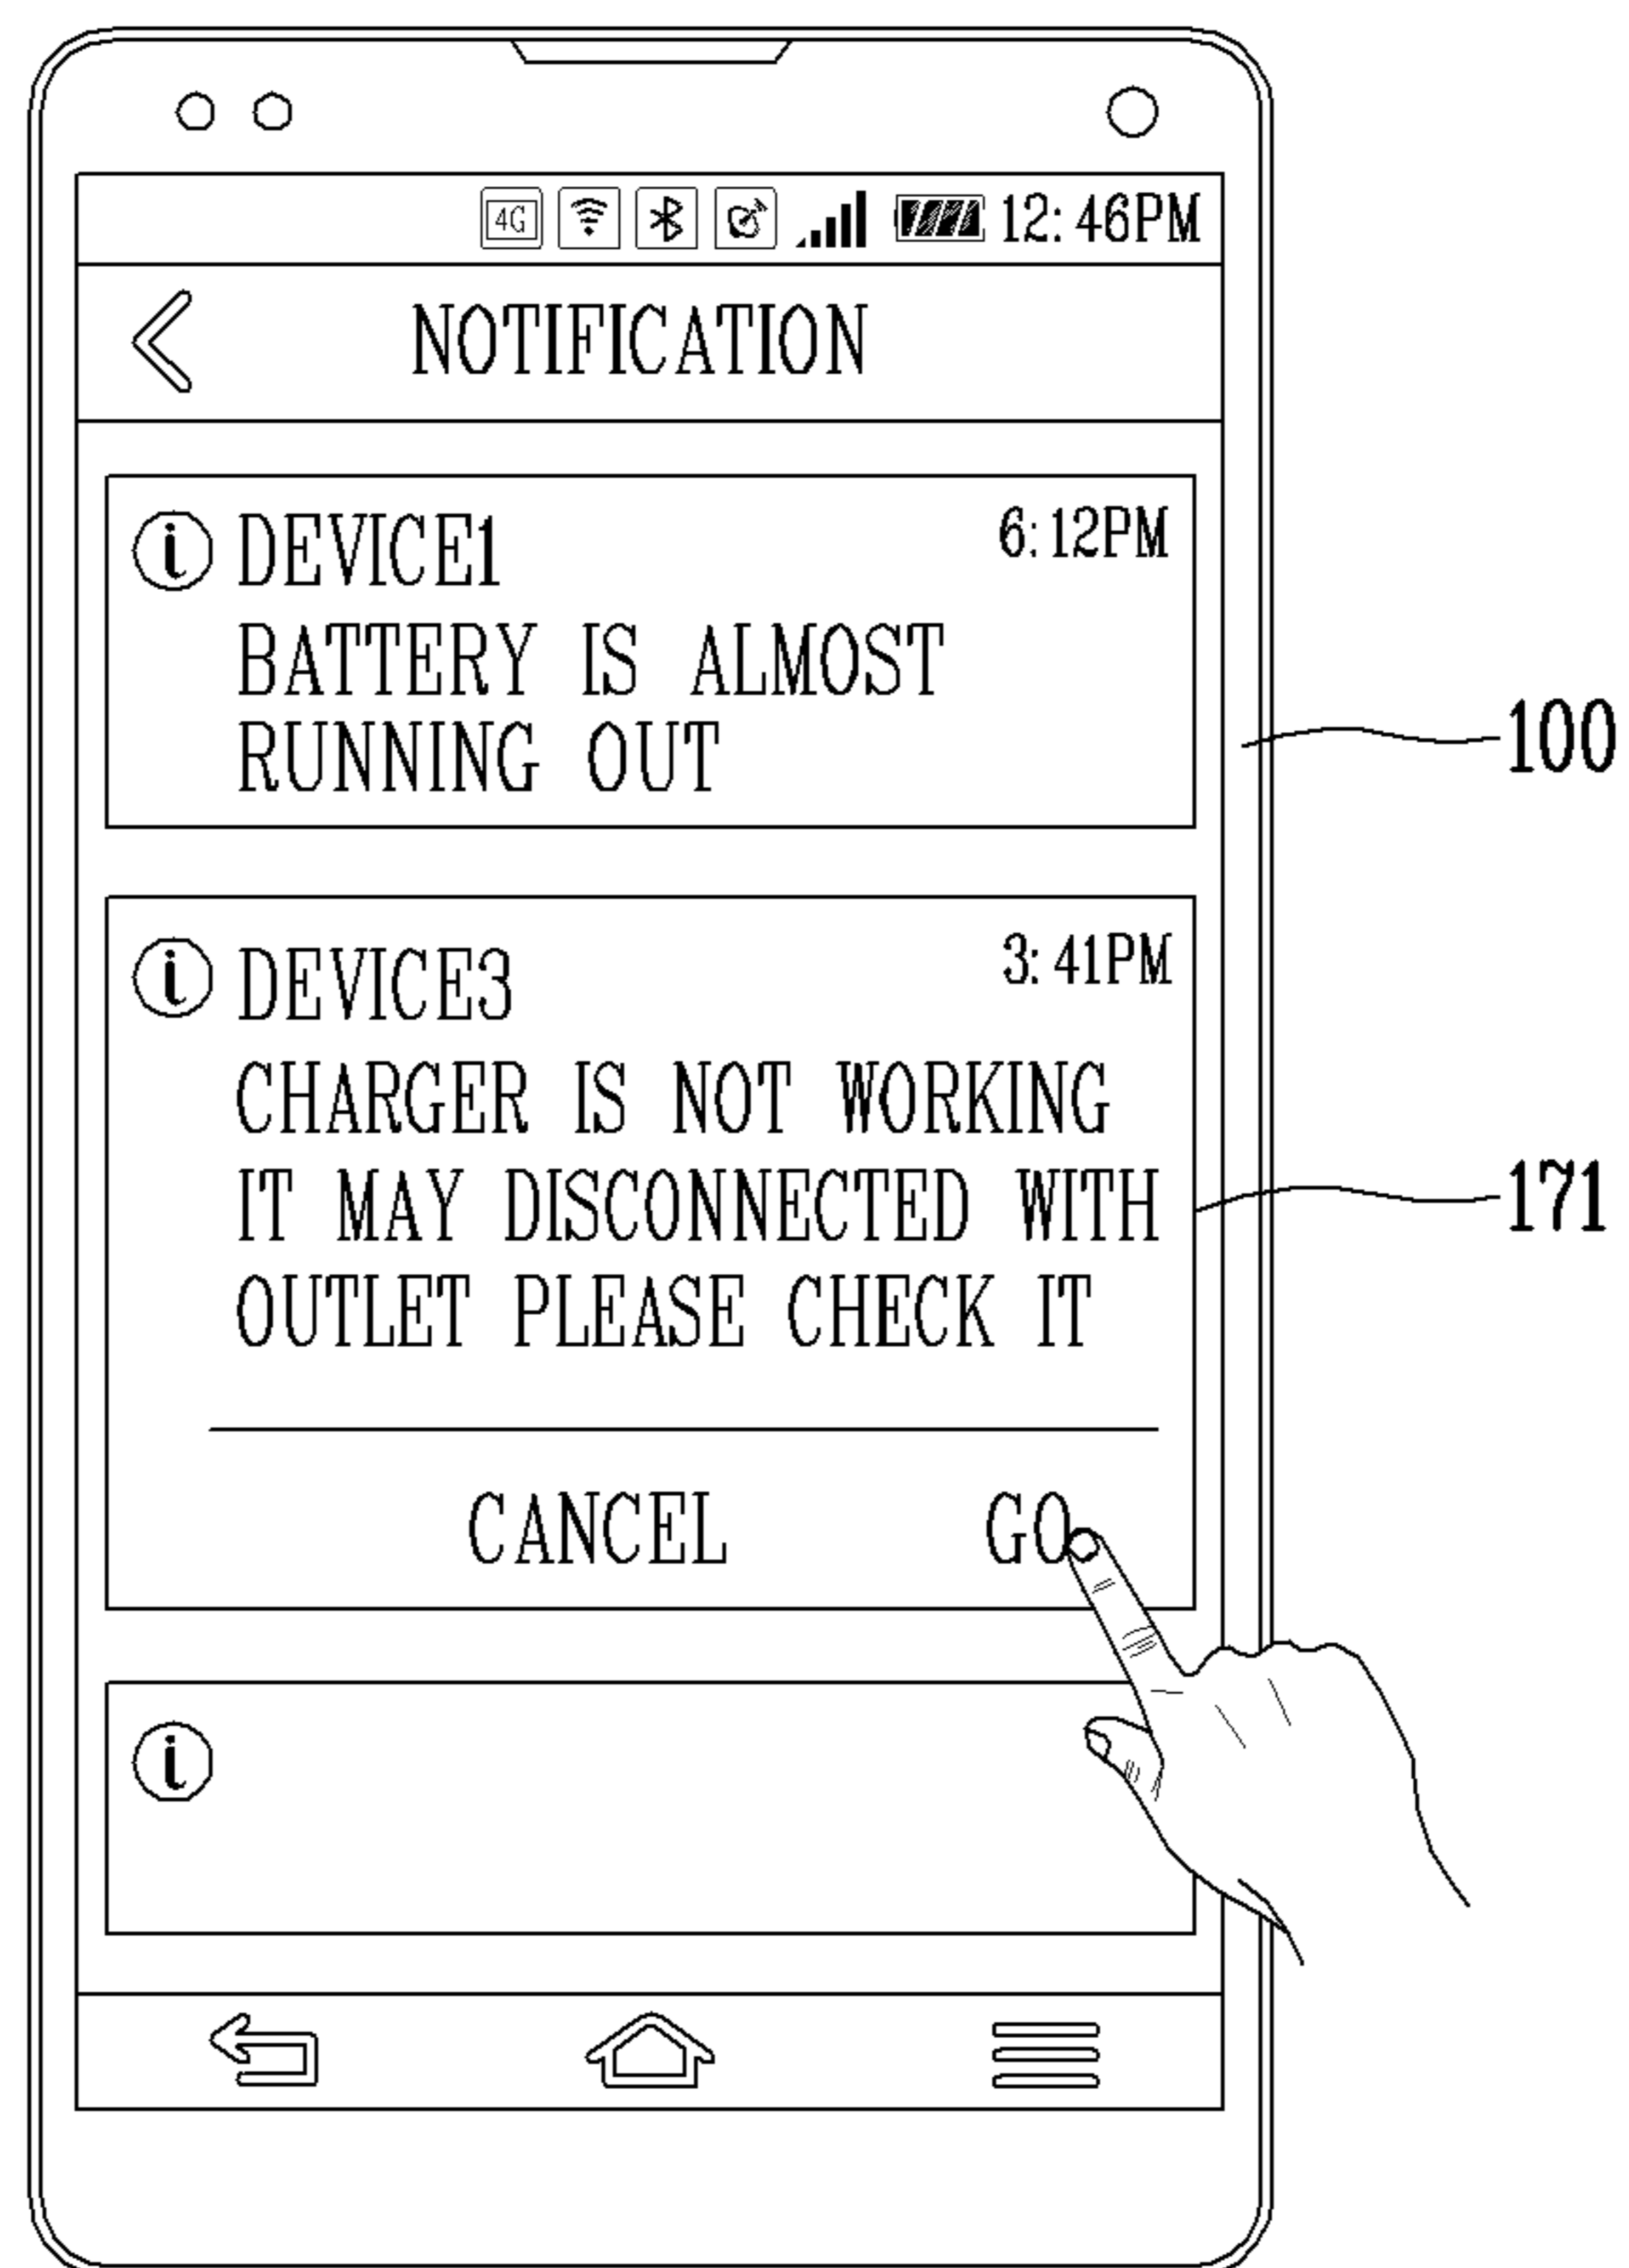 4G 12:46PM
NOTIFICATION
i DEVICE1 6:12PM
BATTERY IS ALMOST
RUNNING OUT
100
i DEVICE3 3:41PM
CHARGER IS NOT WORKING
IT MAY DISCONNECTED WITH
171
OUTLET PLEASE CHECK IT
CANCEL GO
i